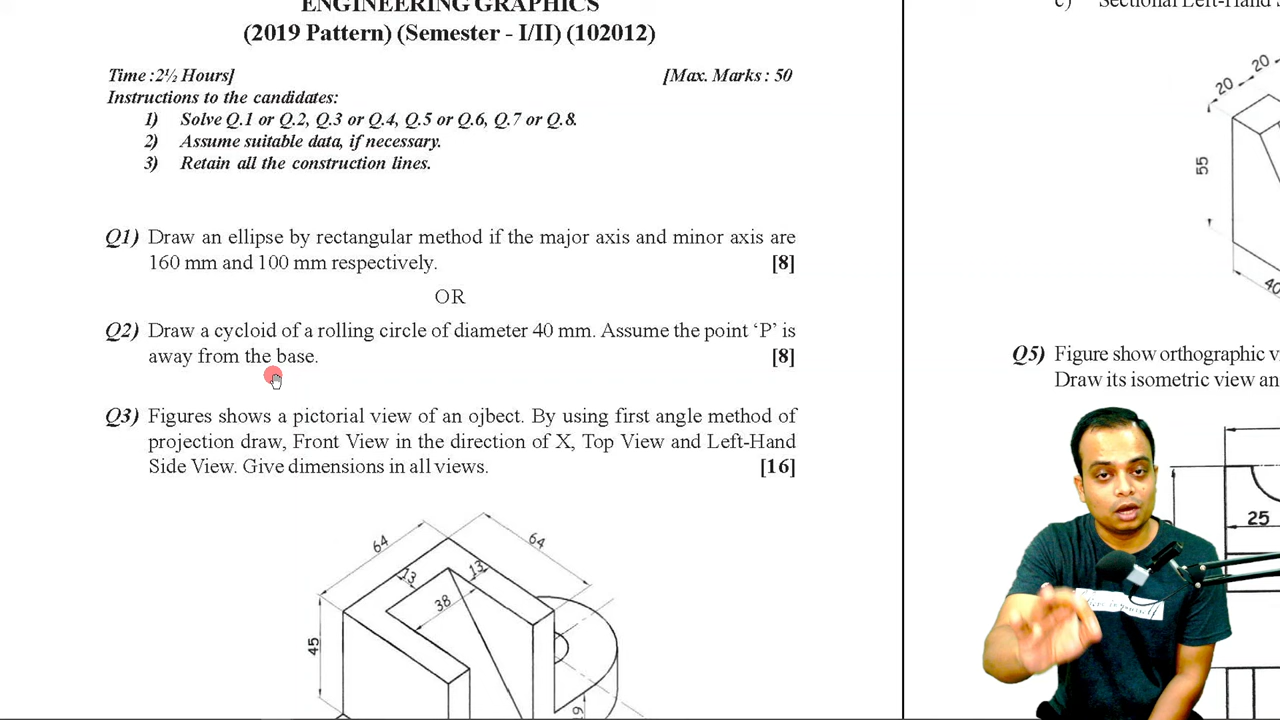 ENGINEERING GRAPHICS
(2019 Pattern) (Semester - I/II) (102012)
Time :2½ Hours] [Max. Marks : 50
Instructions to the candidates:
1) Solve Q.1 or Q.2, Q.3 or Q.4, Q.5 or Q.6, Q.7 or Q.8.
2) Assume suitable data, if necessary.
3) Retain all the construction lines.
Q1) Draw an ellipse by rectangular method if the major axis and minor axis are
160 mm and 100 mm respectively. [8]
OR
Q2) Draw a cycloid of a rolling circle of diameter 40 mm. Assume the point ‘P’ is
away from the base. [8]
Q3) Figures shows a pictorial view of an ojbect. By using first angle method of
projection draw, Front View in the direction of X, Top View and Left-Hand
Side View. Give dimensions in all views. [16]
64
64
13
13
38
45
19
c) Sectional Left-Hand
20
20
55
40
Q5) Figure show orthographic
Draw its isometric view an
25